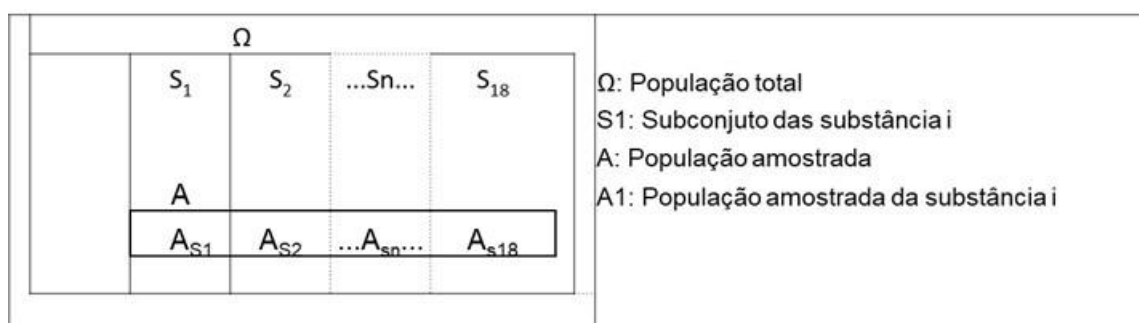 Ω
S1 S2 ...Sn... S18
A
AS1 AS2 ...Asn... As18
Ω: População total
S1: Subconjuto das substância i
A: População amostrada
A1: População amostrada da substância i